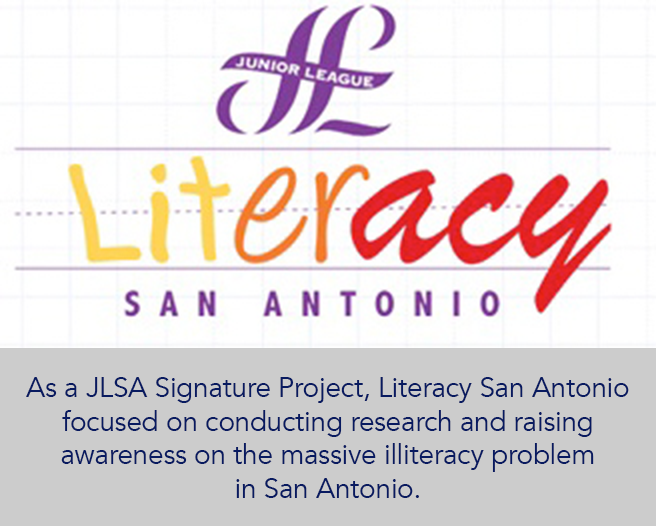 JL
JUNIOR LEAGUE
Literacy
SAN ANTONIO
As a JLSA Signature Project, Literacy San Antonio
focused on conducting research and raising
awareness on the massive illiteracy problem
in San Antonio.